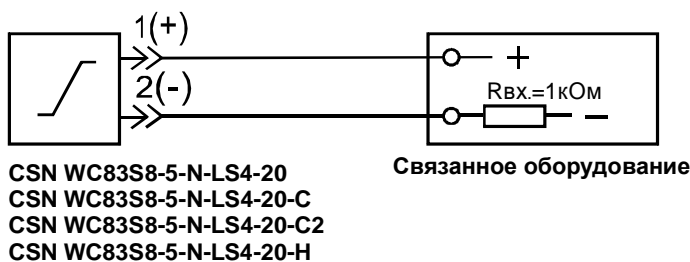 1(+)
2(-)
+
Rвх.=1кОм
–
CSN WC83S8-5-N-LS4-20
CSN WC83S8-5-N-LS4-20-C
CSN WC83S8-5-N-LS4-20-C2
CSN WC83S8-5-N-LS4-20-H
Связанное оборудование